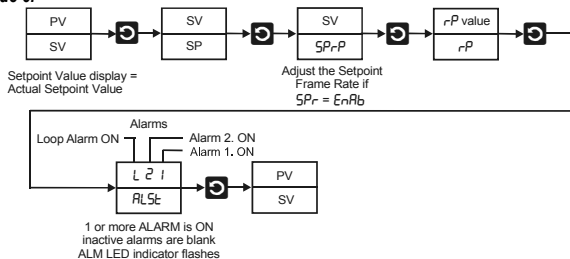 PV
SV
SV
SP
SV
SPrP
rP value
rP
Setpoint Value display =
Actual Setpoint Value
Adjust the Setpoint
Frame Rate if
SPr = EnAb
Alarms
Loop Alarm ON
Alarm 2. ON
Alarm 1. ON
L 2 1
ALSt
PV
SV
1 or more ALARM is ON
inactive alarms are blank
ALM LED indicator flashes